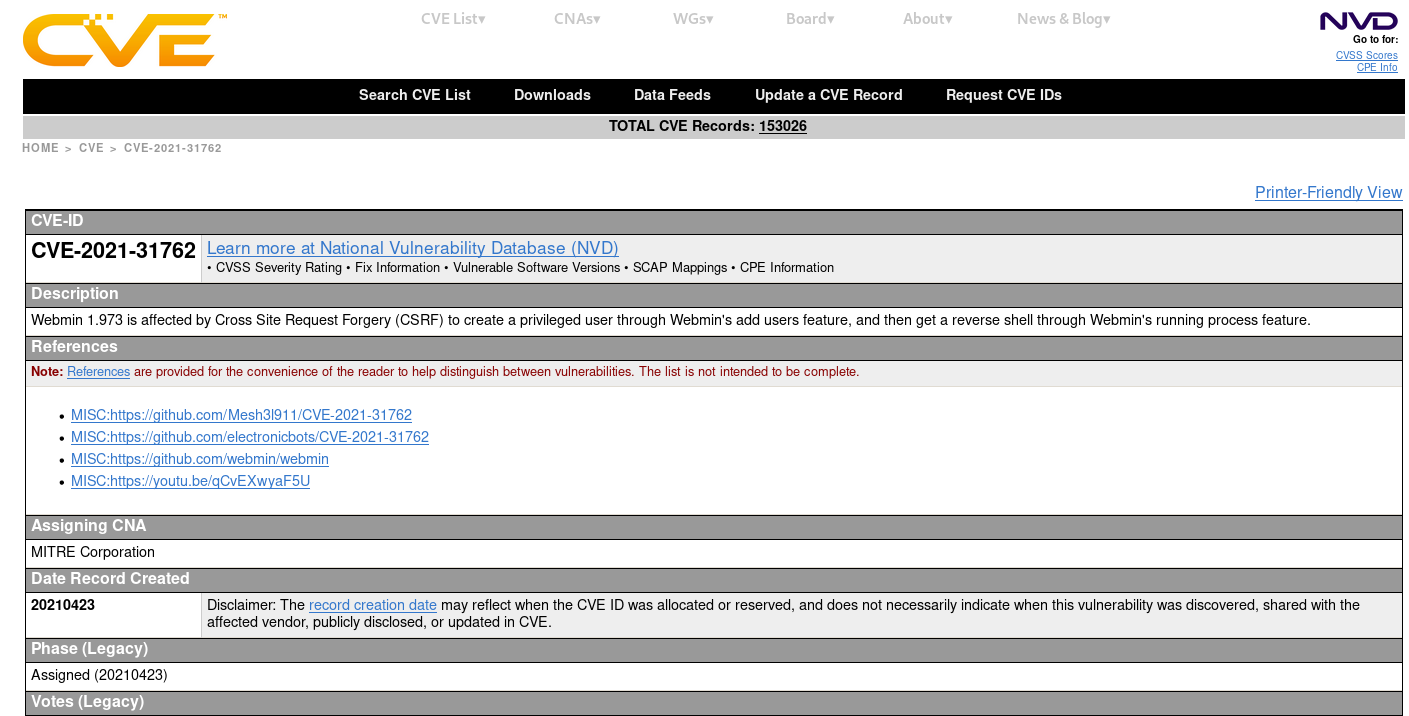 CVE™
CVE List▾ CNAs▾ WGs▾ Board▾ About▾ News & Blog▾
NVD
Go to for:
CVSS Scores
CPE Info
Search CVE List Downloads Data Feeds Update a CVE Record Request CVE IDs
TOTAL CVE Records: 153026
HOME > CVE > CVE-2021-31762
Printer-Friendly View
CVE-ID
CVE-2021-31762
Learn more at National Vulnerability Database (NVD)
• CVSS Severity Rating • Fix Information • Vulnerable Software Versions • SCAP Mappings • CPE Information
Description
Webmin 1.973 is affected by Cross Site Request Forgery (CSRF) to create a privileged user through Webmin's add users feature, and then get a reverse shell through Webmin's running process feature.
References
Note: References are provided for the convenience of the reader to help distinguish between vulnerabilities. The list is not intended to be complete.
• MISC:https://github.com/Mesh3l911/CVE-2021-31762
• MISC:https://github.com/electronicbots/CVE-2021-31762
• MISC:https://github.com/webmin/webmin
• MISC:https://youtu.be/qCvEXwyaF5U
Assigning CNA
MITRE Corporation
Date Record Created
20210423
Disclaimer: The record creation date may reflect when the CVE ID was allocated or reserved, and does not necessarily indicate when this vulnerability was discovered, shared with the
affected vendor, publicly disclosed, or updated in CVE.
Phase (Legacy)
Assigned (20210423)
Votes (Legacy)